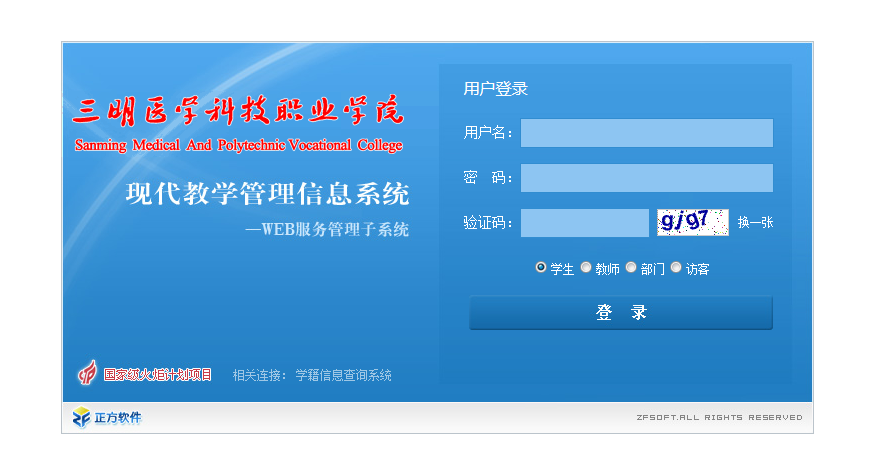 三明医学科技职业学院
Sanming Medical And Polytechnic Vocational College
现代教学管理信息系统
—WEB服务管理子系统
用户登录
用户名：
密 码：
验证码： gjg7 换一张
学生 教师 部门 访客
登 录
国家级火炬计划项目 相关连接： 学籍信息查询系统
正方软件
ZFSOFT.ALL RIGHTS RESERVED